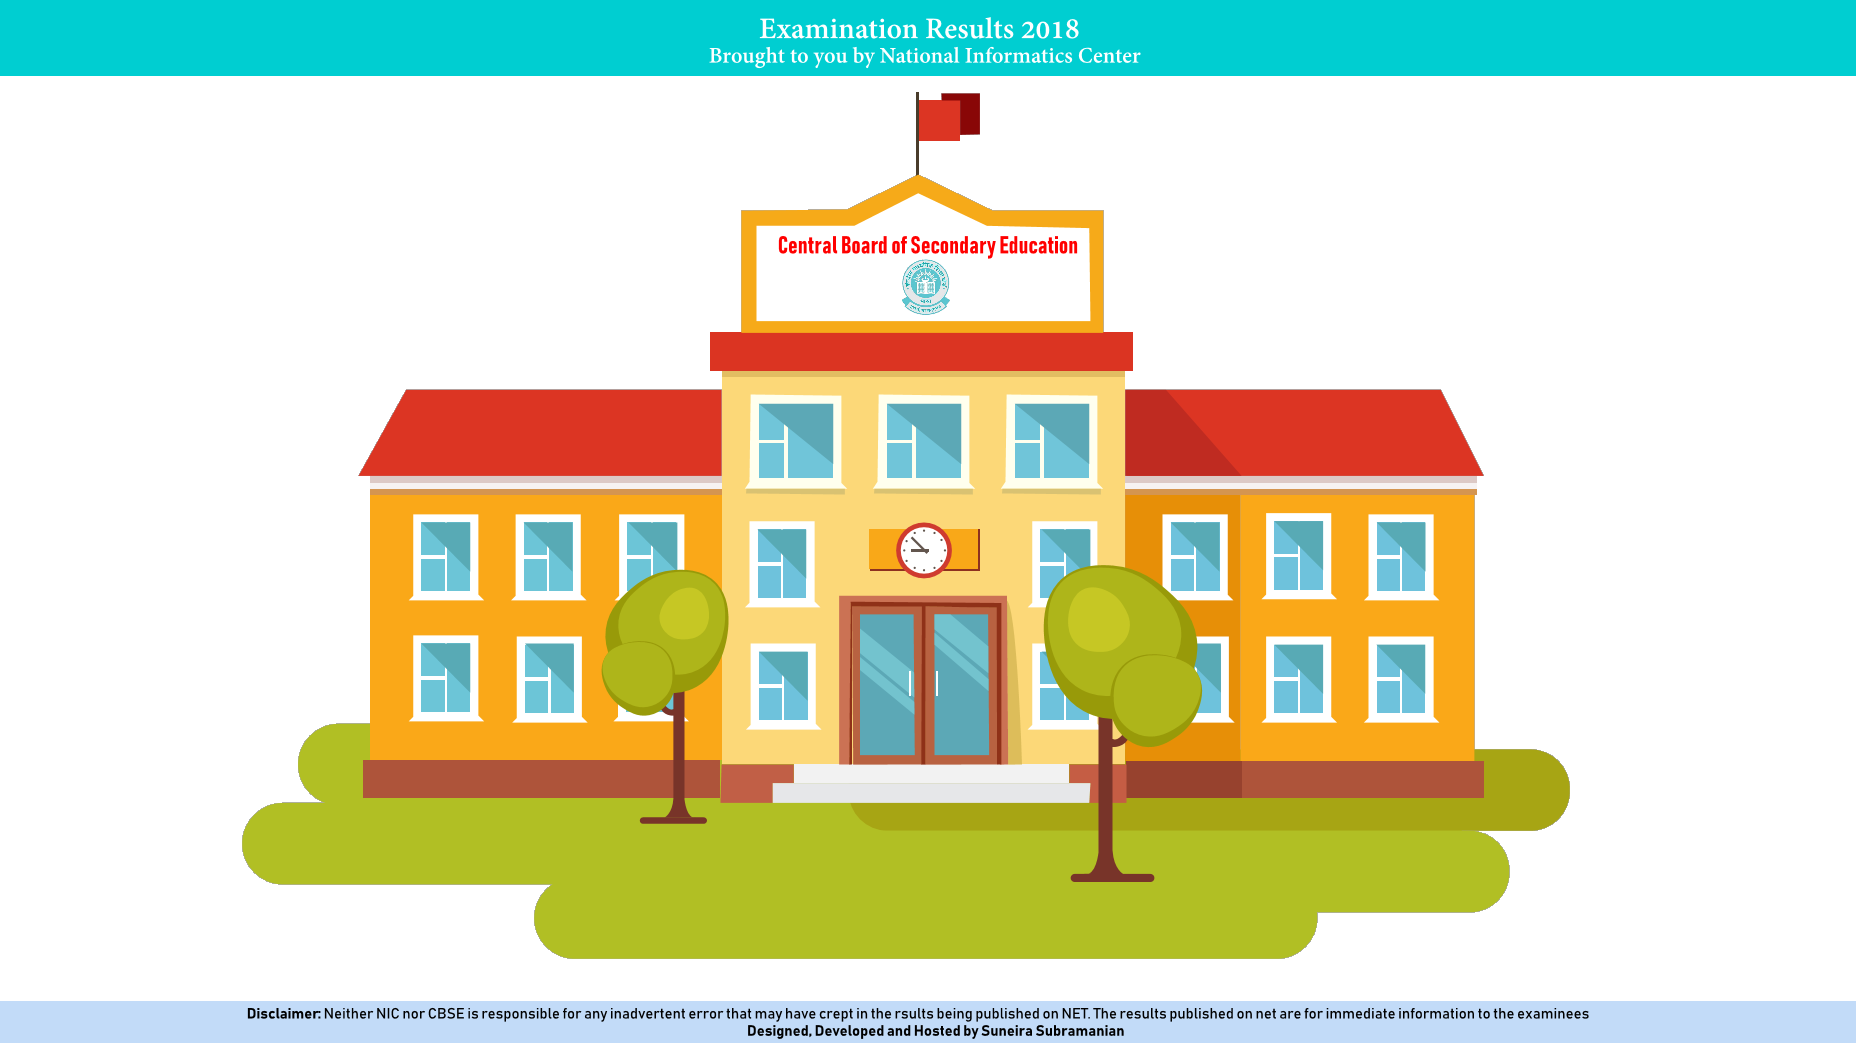 Examination Results 2018
Brought to you by National Informatics Center
Central Board of Secondary Education
Disclaimer: Neither NIC nor CBSE is responsible for any inadvertent error that may have crept in the rsults being published on NET. The results published on net are for immediate information to the examinees
Designed, Developed and Hosted by Suneira Subramanian